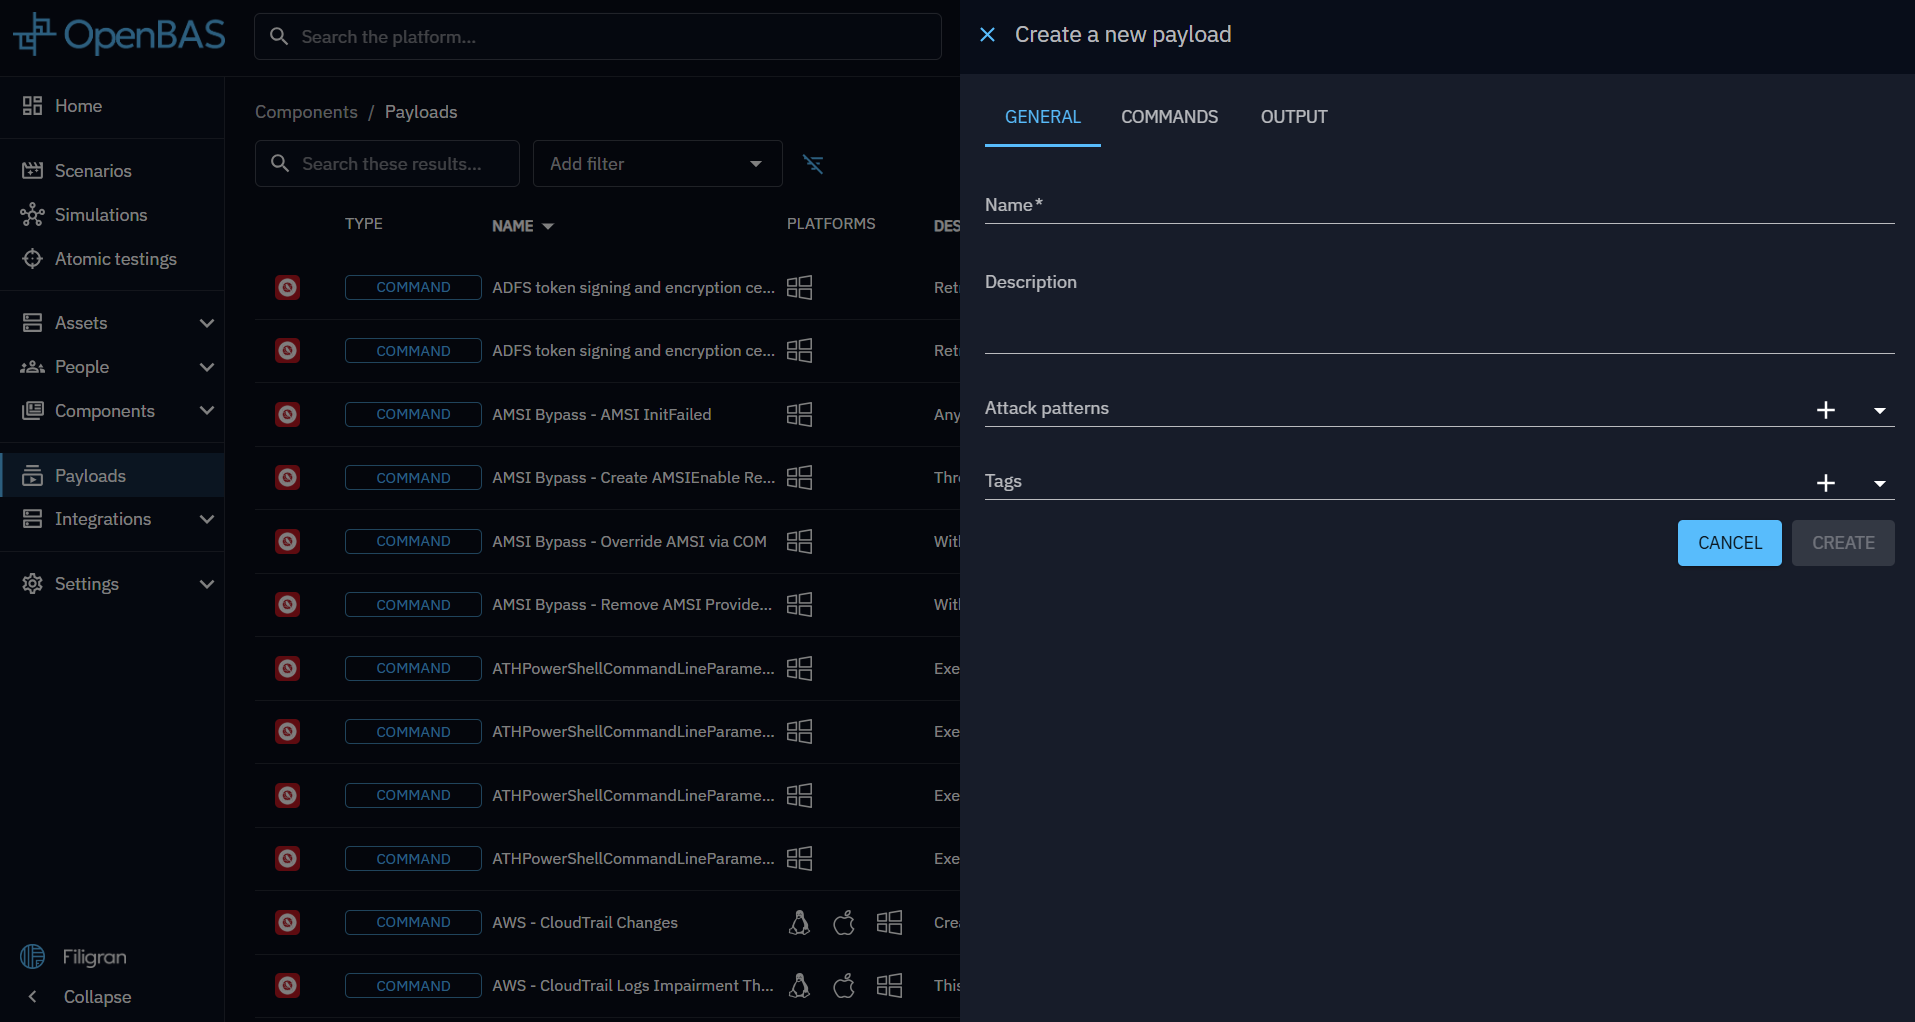 OpenBAS
Search the platform...
Home
Scenarios
Simulations
Atomic testings
Assets
People
Components
Payloads
Integrations
Settings
Filigran
Collapse
Components / Payloads
Search these results...
Add filter
TYPE NAME PLATFORMS DES
COMMAND ADFS token signing and encryption ce... Ret
COMMAND ADFS token signing and encryption ce... Ret
COMMAND AMSI Bypass - AMSI InitFailed Any
COMMAND AMSI Bypass - Create AMSIEnable Re... Thr
COMMAND AMSI Bypass - Override AMSI via COM Wit
COMMAND AMSI Bypass - Remove AMSI Provide... Wit
COMMAND ATHPowerShellCommandLineParame... Exe
COMMAND ATHPowerShellCommandLineParame... Exe
COMMAND ATHPowerShellCommandLineParame... Exe
COMMAND ATHPowerShellCommandLineParame... Exe
COMMAND AWS - CloudTrail Changes Crea
COMMAND AWS - CloudTrail Logs Impairment Th... This
Create a new payload
GENERAL COMMANDS OUTPUT
Name*
Description
Attack patterns
Tags
CANCEL CREATE